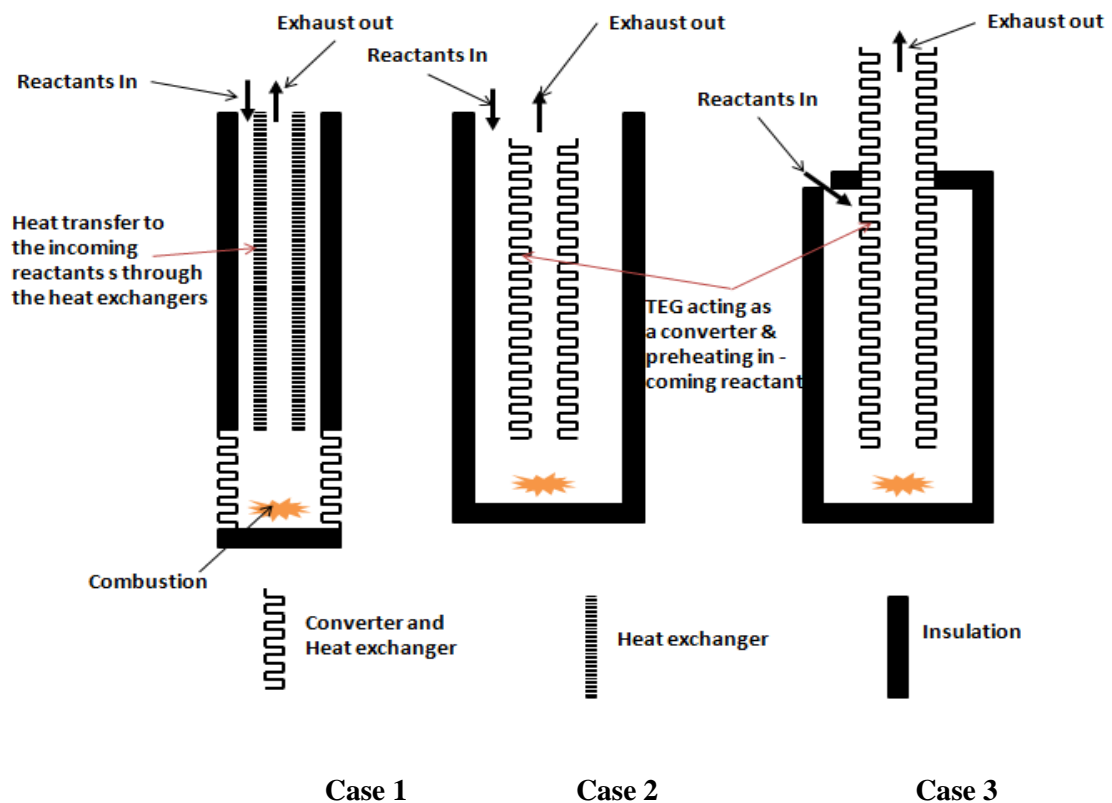 Exhaust out
Reactants In
Heat transfer to
the incoming
reactants s through
the heat exchangers
Combustion
Reactants In
Exhaust out
TEG acting as
a converter &
preheating in -
coming reactant
Exhaust out
Reactants In
Converter and
Heat exchanger
Heat exchanger
Insulation
Case 1
Case 2
Case 3